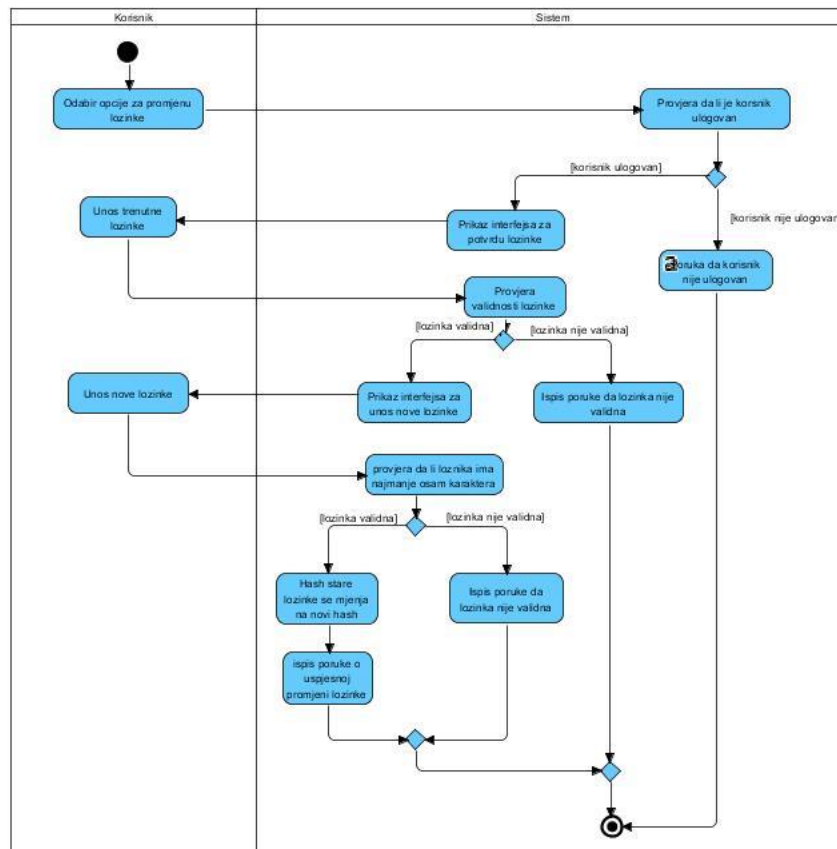 Korisnik
Sistem
Odabir opcije za promjenu
lozinke
Provjera da li je korsnik
ulogovan
[korisnik ulogovan]
[korisnik nije ulogovan
Unos trenutne
lozinke
Prikaz interfejsa za
potvrdu lozinke
a
oruka da korisnik
nije ulogovan
Provjera
validnosti lozinke
[lozinka validna]
[lozinka nije validna]
Unos nove lozinke
Prikaz interfejsa za
unos nove lozinke
Ispis poruke da lozinka nije
validna
provjera da li loznika ima
najmanje osam karaktera
[lozinka validna]
[lozinka nije validna]
Hash stare
lozinke se mjenja
na novi hash
Ispis poruke da
lozinka nije validna
ispis poruke o
uspjesnoj
promjeni lozinke